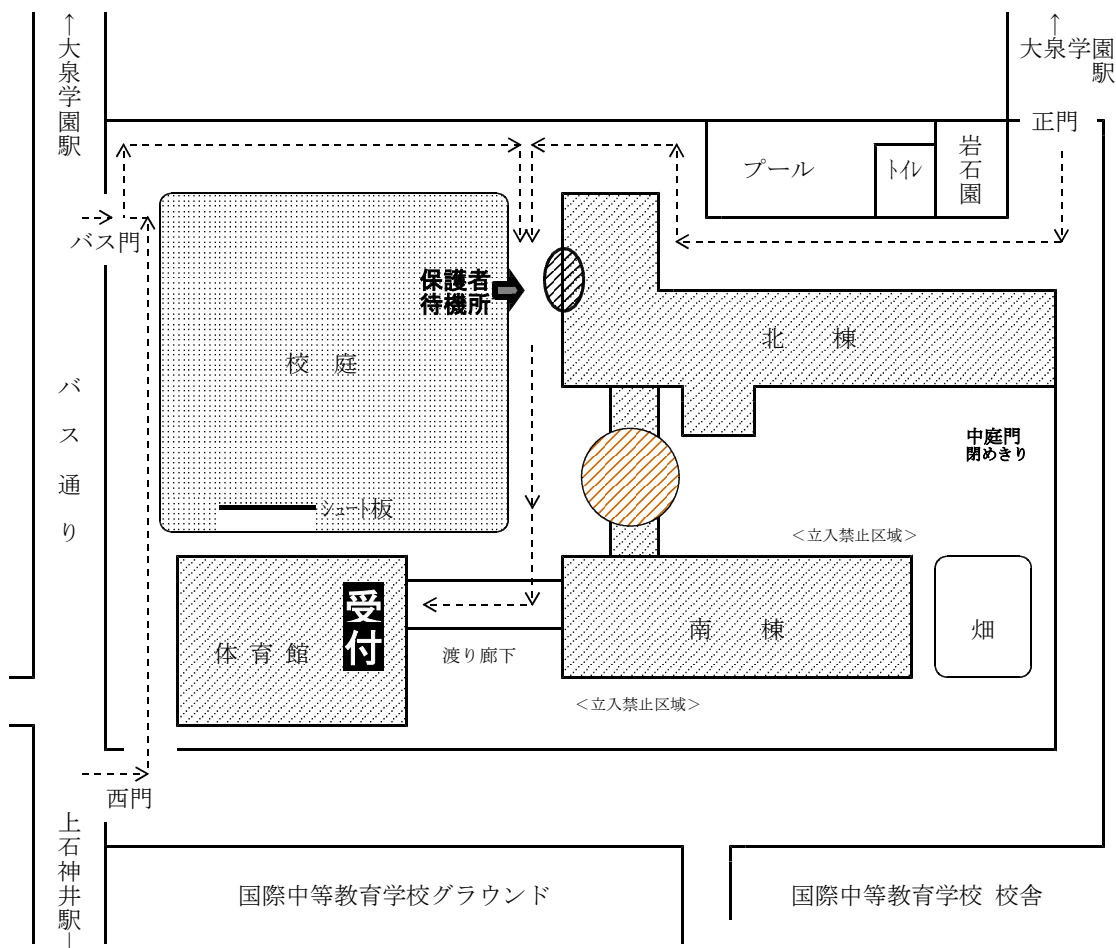 ↑大泉学園駅
↑
大泉学園
駅
正門
プール
トイレ
岩石園
バス門
保護者
待機所
校 庭
北 棟
バス通り
中庭門
閉めきり
シュート板
<立入禁止区域>
受付
体育館
渡り廊下
南 棟
畑
<立入禁止区域>
西門
上石神井駅
国際中等教育学校グラウンド
国際中等教育学校 校舎